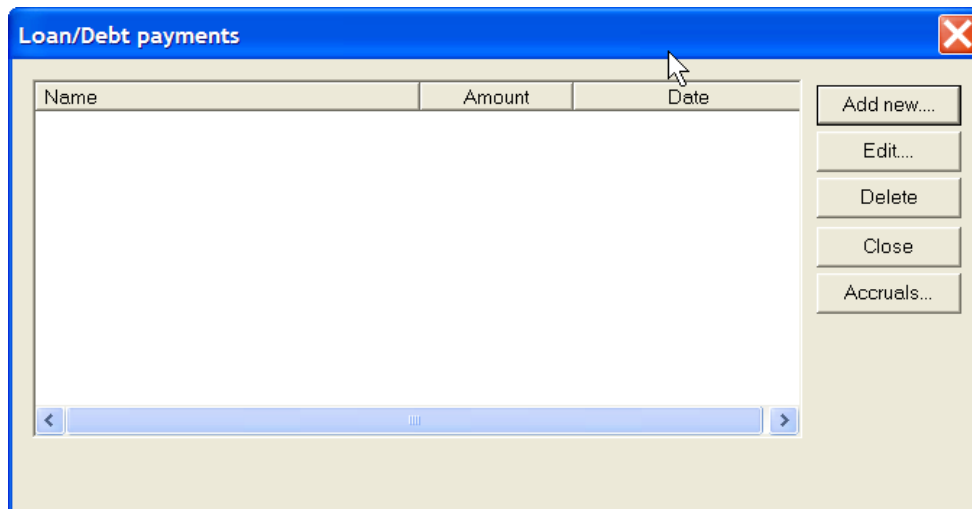 Loan/Debt payments
Name Amount Date
Add new....
Edit....
Delete
Close
Accruals...